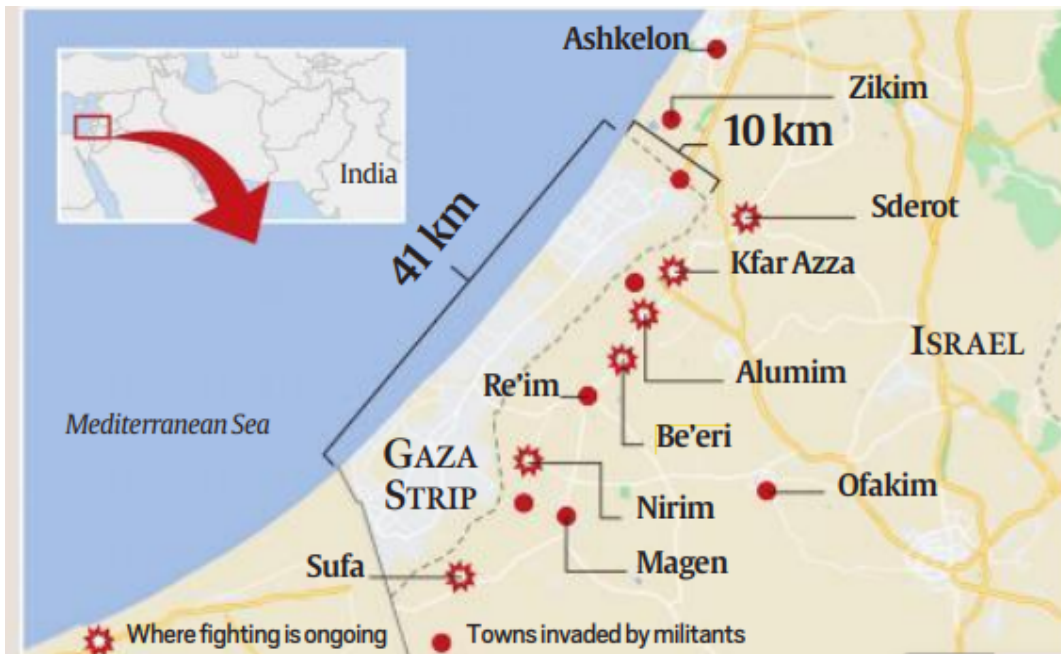 Ashkelon
Zikim
10 km
India
Sderot
41 km
Kfar Azza
ISRAEL
Alumim
Re'im
Mediterranean Sea
Be'eri
GAZA
STRIP
Ofakim
Nirim
Magen
Sufa
Where fighting is ongoing
Towns invaded by militants